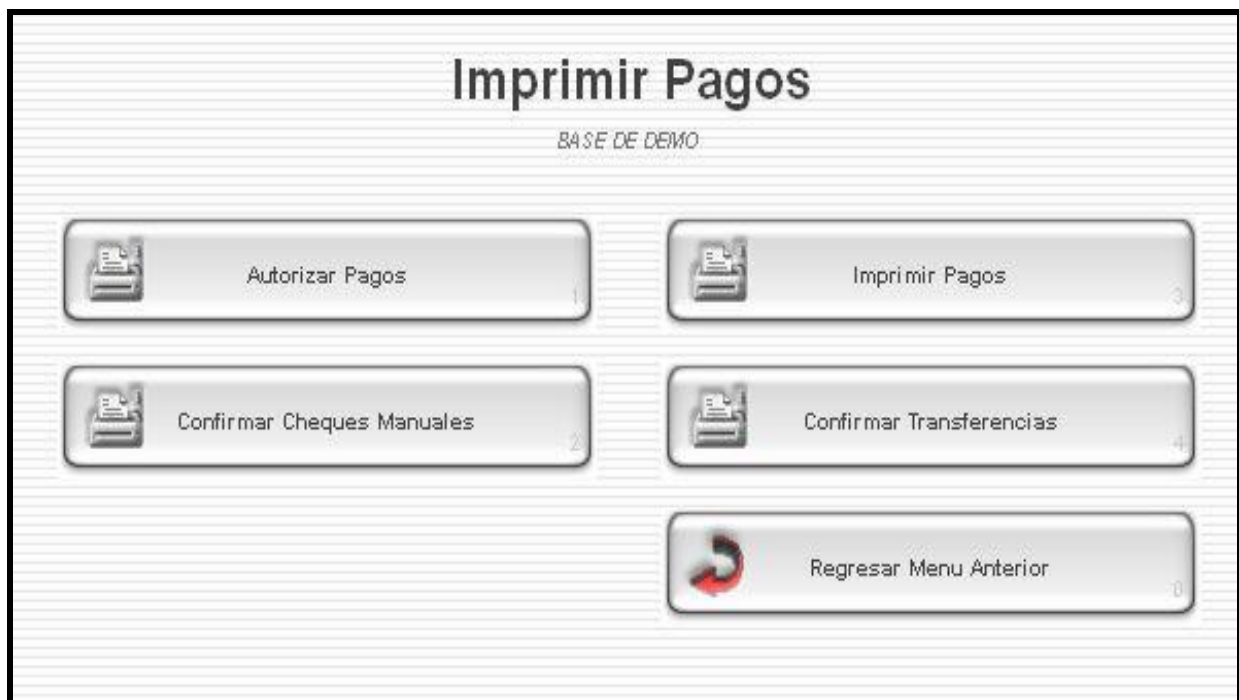 Imprimir Pagos
BASE DE DEMO
Autorizar Pagos
1
Imprimir Pagos
3
Confirmar Cheques Manuales
2
Confirmar Transferencias
4
Regresar Menu Anterior